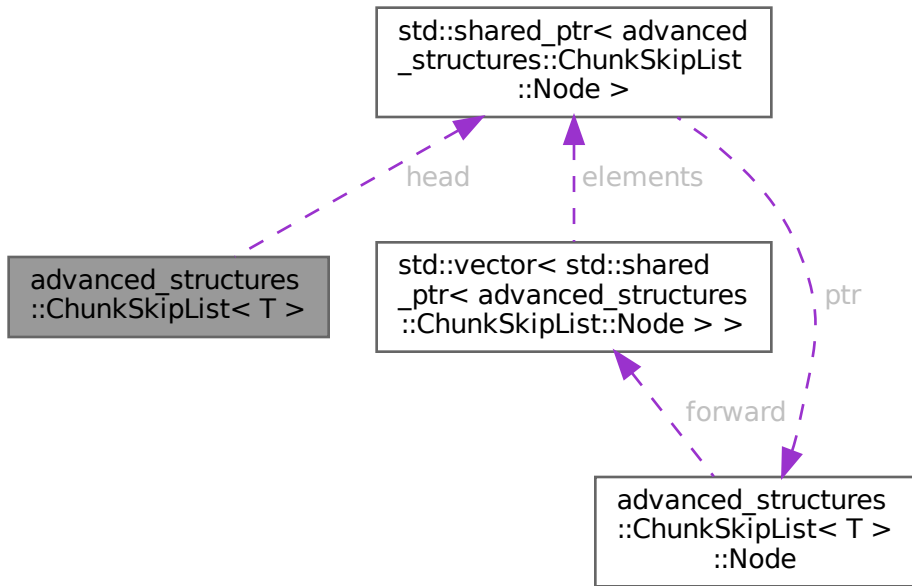 std::shared_ptr< advanced
_structures::ChunkSkipList
::Node >
head
elements
advanced_structures
::ChunkSkipList< T >
std::vector< std::shared
_ptr< advanced_structures
::ChunkSkipList::Node > >
ptr
forward
advanced_structures
::ChunkSkipList< T >
::Node